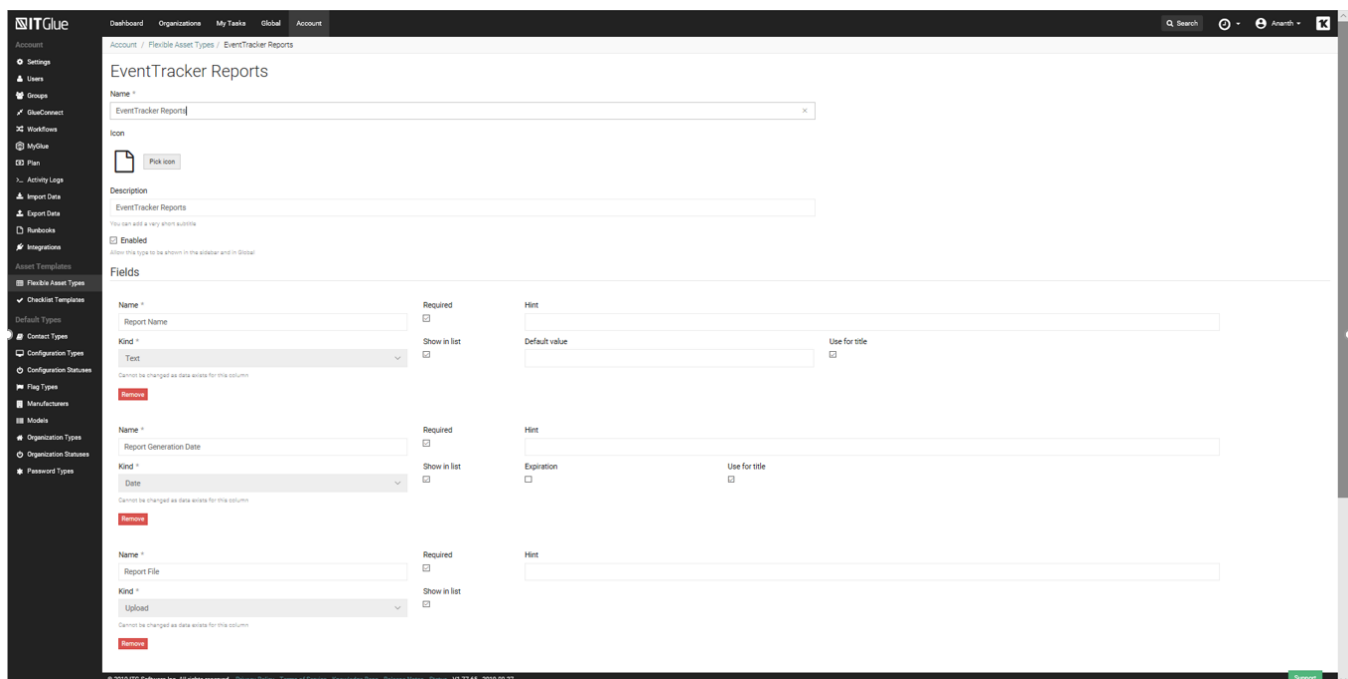 ITGlue
Dashboard Organizations My Tasks Global Account
Search
Ananth
Account
Settings
Users
Groups
GlueConnect
Workflows
MyGlue
Plan
Activity Logs
Import Data
Export Data
Runbooks
Integrations
Asset Templates
Flexible Asset Types
Checklist Templates
Default Types
Contact Types
Configuration Types
Configuration Statuses
Flag Types
Manufacturers
Models
Organization Types
Organization Statuses
Password Types
Account / Flexible Asset Types / EventTracker Reports
EventTracker Reports
Name *
EventTracker Reports
Icon
Pick icon
Description
EventTracker Reports
You can add a very short subtitle
Enabled
Allow this type to be shown in the sidebar and in Global
Fields
Name * Required Hint
Report Name
Kind * Show in list Default value Use for title
Text
Cannot be changed as data exists for this column
Remove
Name * Required Hint
Report Generation Date
Kind * Show in list Expiration Use for title
Date
Cannot be changed as data exists for this column
Remove
Name * Required Hint
Report File
Kind * Show in list
Upload
Cannot be changed as data exists for this column
Remove
Support